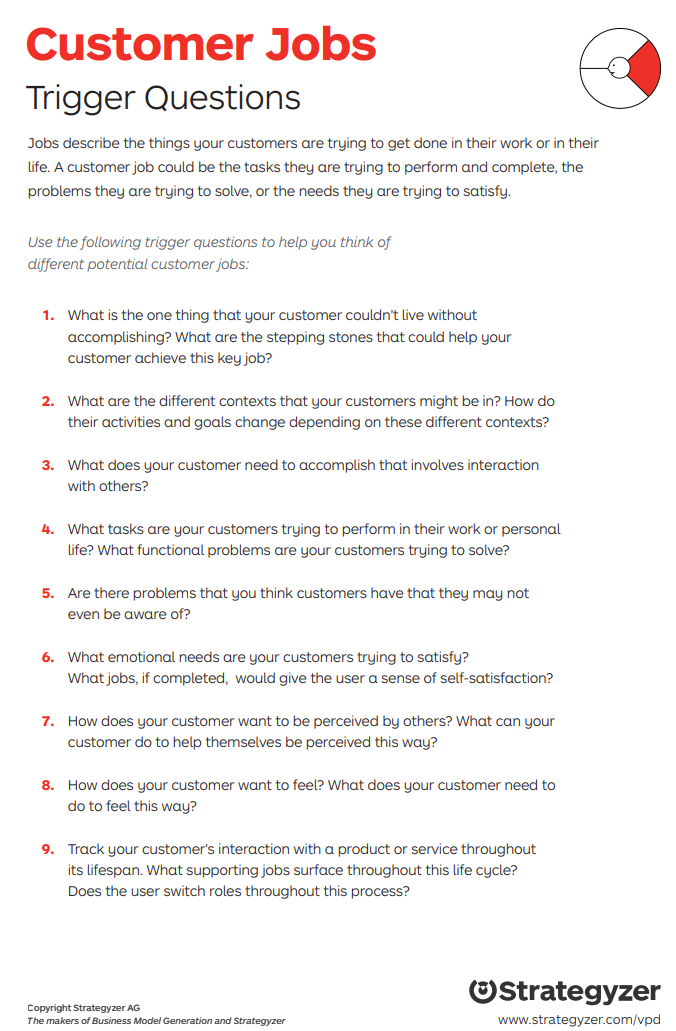 Customer Jobs
Trigger Questions
Jobs describe the things your customers are trying to get done in their work or in their
life. A customer job could be the tasks they are trying to perform and complete, the
problems they are trying to solve, or the needs they are trying to satisfy.
Use the following trigger questions to help you think of
different potential customer jobs:
1. What is the one thing that your customer couldn't live without
accomplishing? What are the stepping stones that could help your
customer achieve this key job?
2. What are the different contexts that your customers might be in? How do
their activities and goals change depending on these different contexts?
3. What does your customer need to accomplish that involves interaction
with others?
4. What tasks are your customers trying to perform in their work or personal
life? What functional problems are your customers trying to solve?
5. Are there problems that you think customers have that they may not
even be aware of?
6. What emotional needs are your customers trying to satisfy?
What jobs, if completed,  would give the user a sense of self-satisfaction?
7. How does your customer want to be perceived by others? What can your
customer do to help themselves be perceived this way?
8. How does your customer want to feel? What does your customer need to
do to feel this way?
9. Track your customer's interaction with a product or service throughout
its lifespan. What supporting jobs surface throughout this life cycle?
Does the user switch roles throughout this process?
Copyright Strategyzer AG
The makers of Business Model Generation and Strategyzer
Strategyzer
www.strategyzer.com/vpd